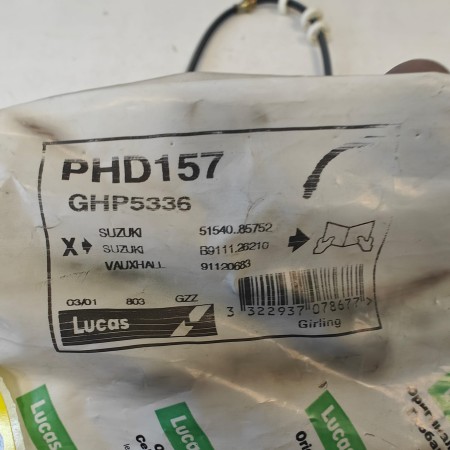 PHD157
GHP5336
SUZUKI 51540..85752
X SUZUKI B9111.26210
VAUXHALL 91120683
03/01 803 GZZ
Lucas
3 322937 078677 >
Girling
Lucas
Lucas
Lucas